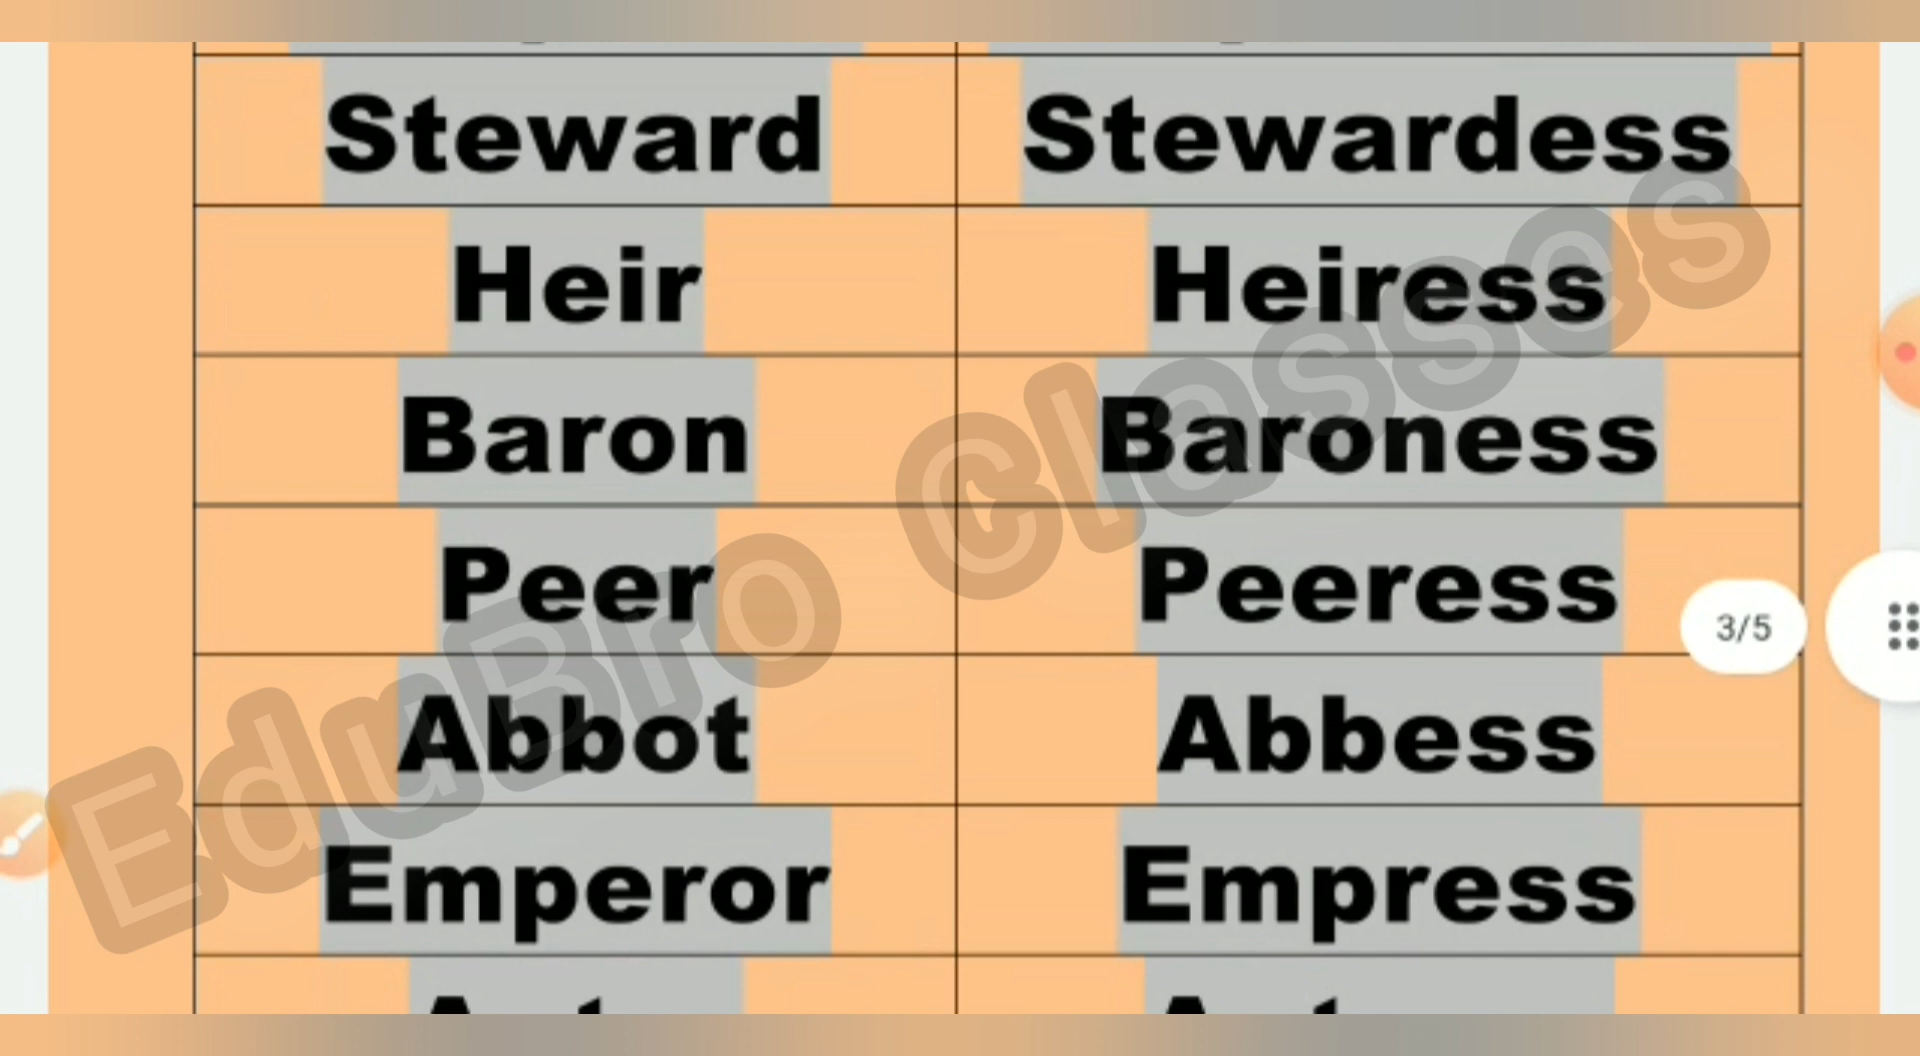 Steward Stewardess
Heir Heiress
Baron Baroness
Peer Peeress
3/5
Abbot Abbess
Emperor Empress
EduBro Classes